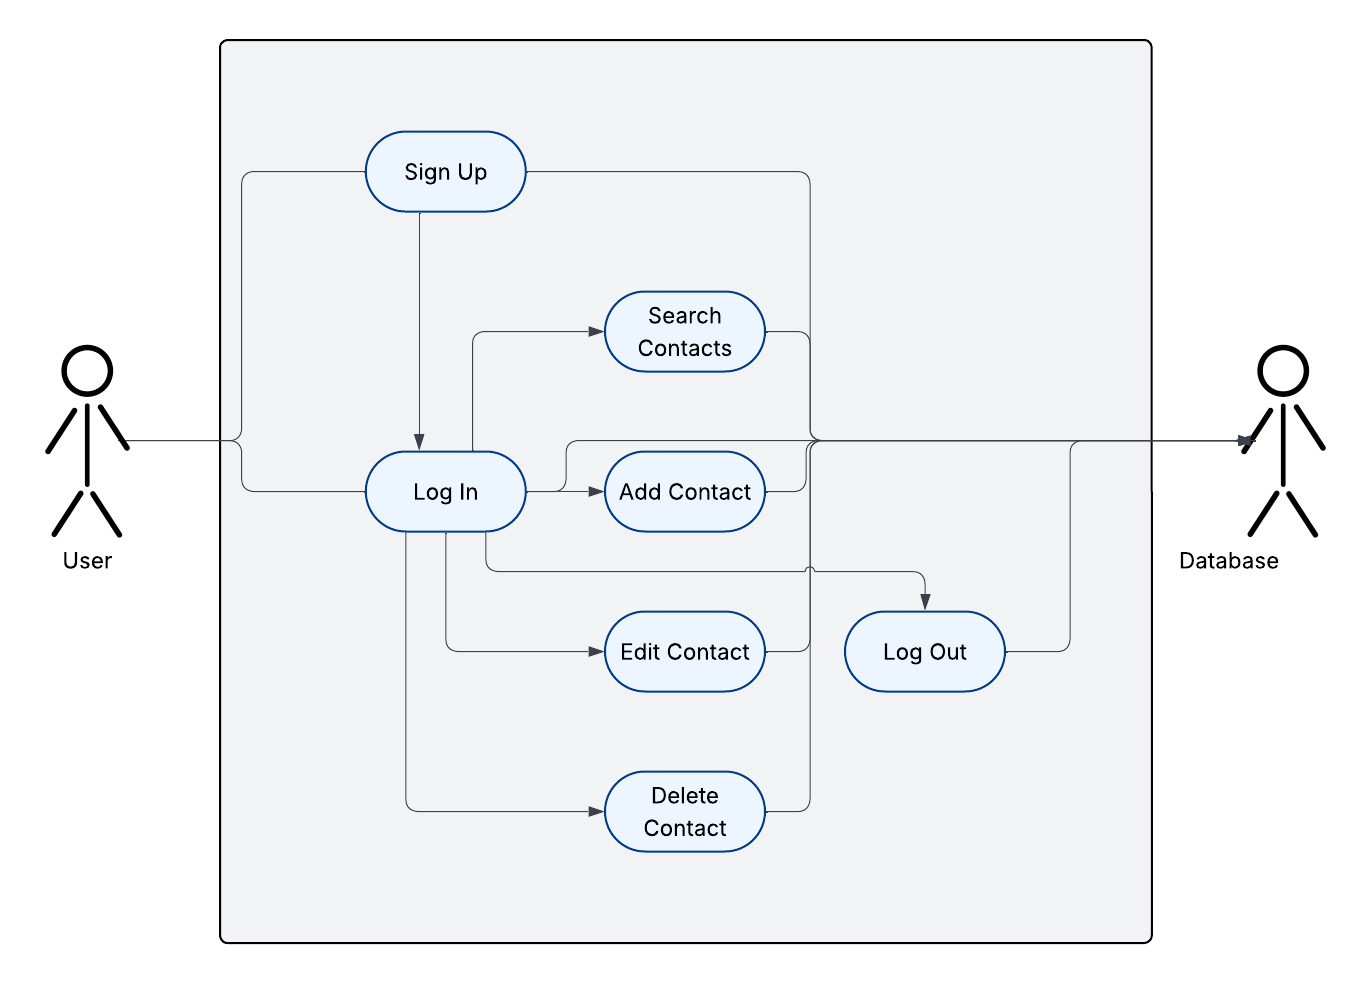 Sign Up
Search
Contacts
Log In
Add Contact
User
Database
Edit Contact
Log Out
Delete
Contact